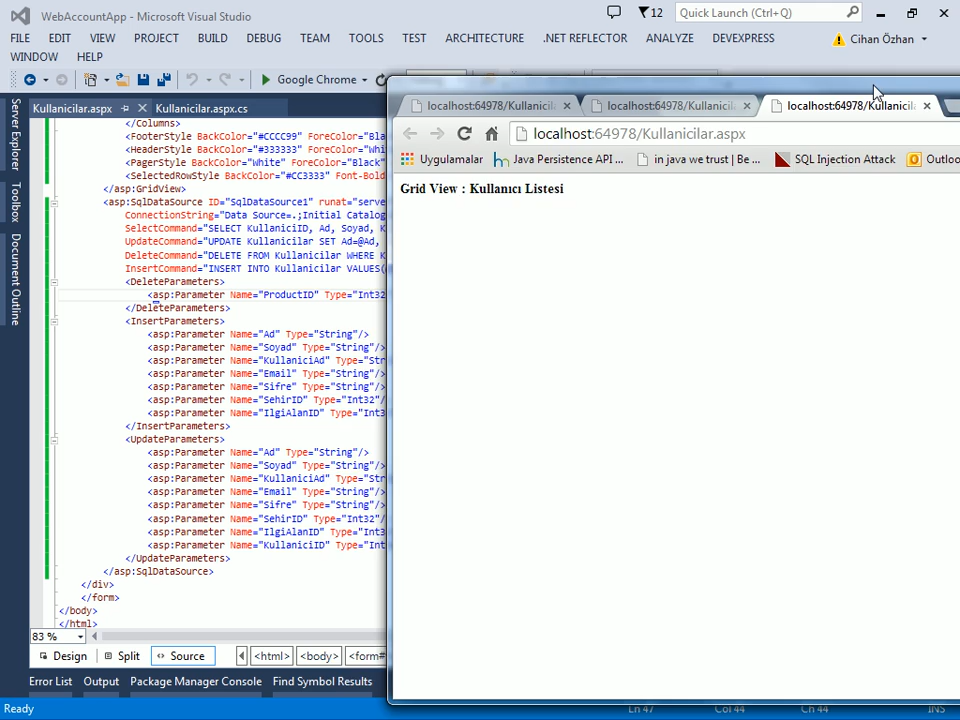 WebAccountApp - Microsoft Visual Studio
12
Quick Launch (Ctrl+Q)
FILE EDIT VIEW PROJECT BUILD DEBUG TEAM TOOLS TEST ARCHITECTURE .NET REFLECTOR ANALYZE DEVEXPRESS
Cihan Özhan
WINDOW HELP
Google Chrome
Server Explorer
Toolbox
Document Outline
Kullanicilar.aspx
Kullanicilar.aspx.cs
</Columns>
<FooterStyle BackColor="#CCCC99" ForeColor="Bla
<HeaderStyle BackColor="#333333" ForeColor="Whi
<PagerStyle BackColor="White" ForeColor="Black"
<SelectedRowStyle BackColor="#CC3333" Font-Bold
</asp:GridView>
<asp:SqlDataSource ID="SqlDataSource1" runat="serve
ConnectionString="Data Source=.;Initial Catalog
SelectCommand="SELECT KullaniciID, Ad, Soyad, K
UpdateCommand="UPDATE Kullanicilar SET Ad=@Ad,
DeleteCommand="DELETE FROM Kullanicilar WHERE K
InsertCommand="INSERT INTO Kullanicilar VALUES(
<DeleteParameters>
<asp:Parameter Name="ProductID" Type="Int32
</DeleteParameters>
<InsertParameters>
<asp:Parameter Name="Ad" Type="String"/>
<asp:Parameter Name="Soyad" Type="String"/>
<asp:Parameter Name="KullaniciAd" Type="Str
<asp:Parameter Name="Email" Type="String"/>
<asp:Parameter Name="Sifre" Type="String"/>
<asp:Parameter Name="SehirID" Type="Int32"/
<asp:Parameter Name="IlgiAlanID" Type="Int3
</InsertParameters>
<UpdateParameters>
<asp:Parameter Name="Ad" Type="String"/>
<asp:Parameter Name="Soyad" Type="String"/>
<asp:Parameter Name="KullaniciAd" Type="Str
<asp:Parameter Name="Email" Type="String"/>
<asp:Parameter Name="Sifre" Type="String"/>
<asp:Parameter Name="SehirID" Type="Int32"/
<asp:Parameter Name="IlgiAlanID" Type="Int3
<asp:Parameter Name="KullaniciID" Type="Int
</UpdateParameters>
</asp:SqlDataSource>
</div>
</form>
</body>
</html>
83 %
Design Split Source <html> <body> <form#
Error List Output Package Manager Console Find Symbol Results
Ready Ln 47 Col 44 Ch 44 INS
localhost:64978/Kullanicil localhost:64978/Kullanicil localhost:64978/Kullanicil
localhost:64978/Kullanicilar.aspx
Uygulamalar Java Persistence API ... in java we trust | Be ... SQL Injection Attack Outloo
Grid View : Kullanıcı Listesi